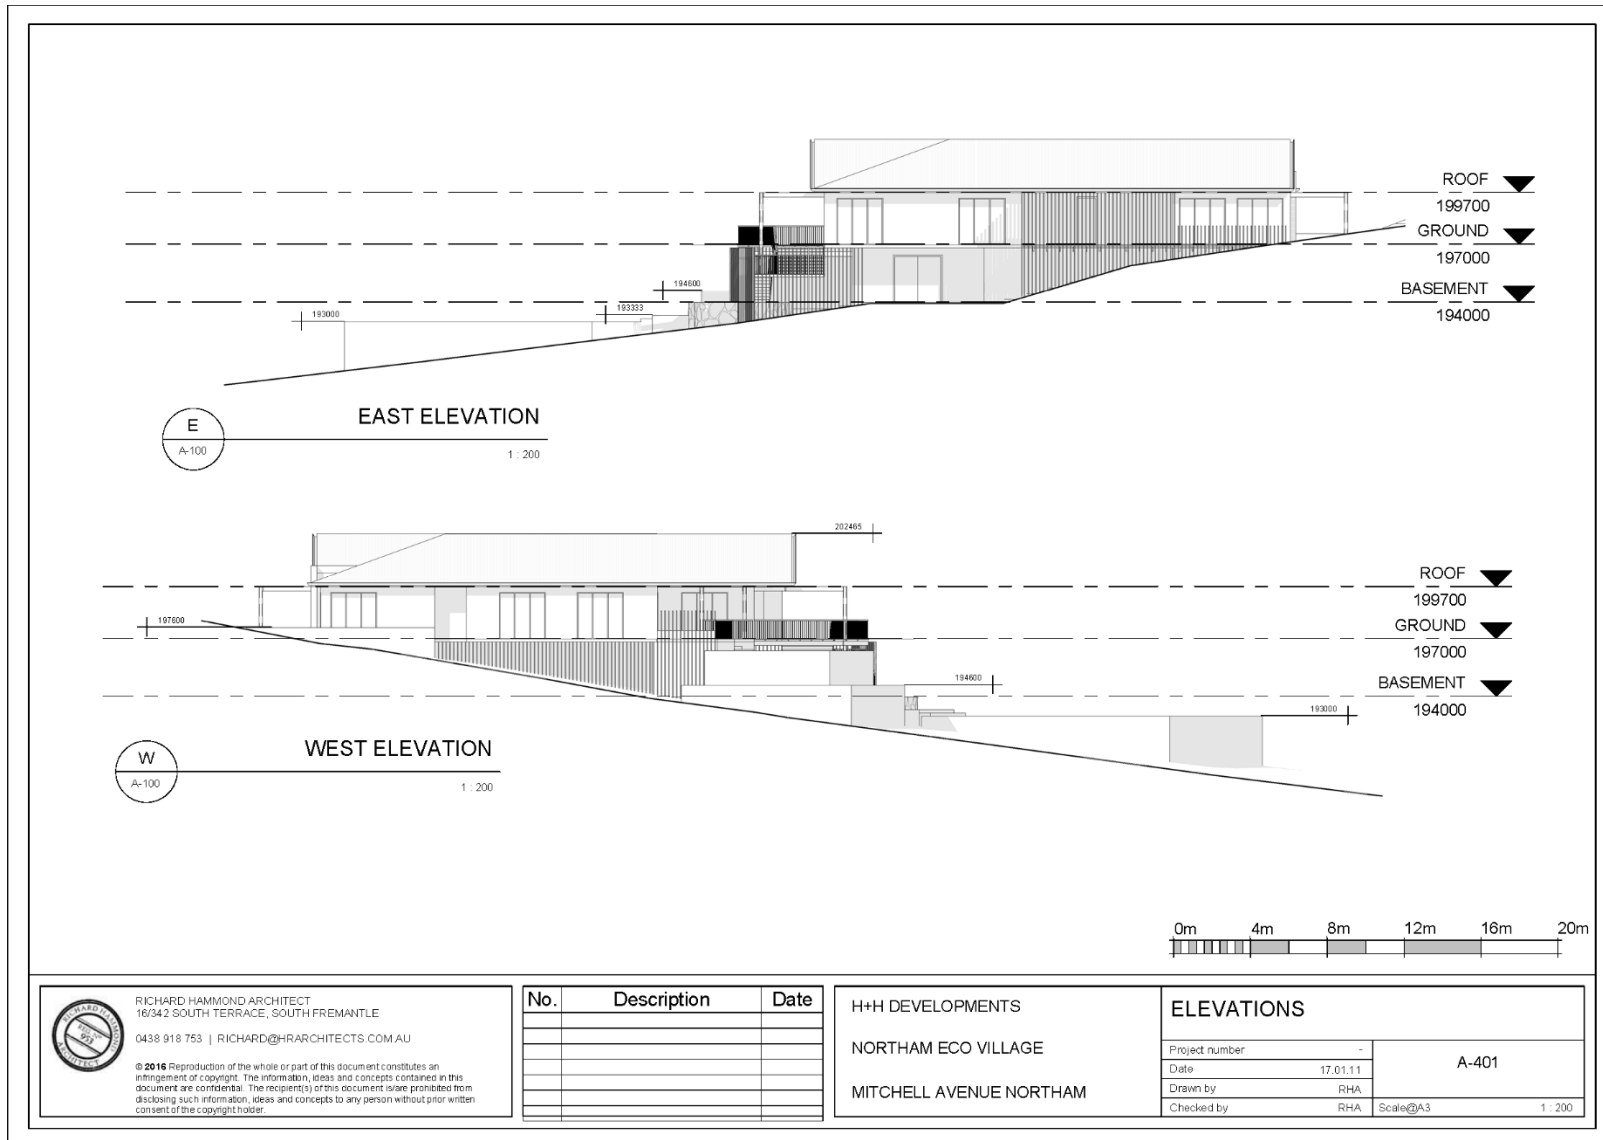 ROOF
199700
GROUND
197000
BASEMENT
194000
194600
193333
193000
E
A-100
EAST ELEVATION
1 : 200
202465
ROOF
199700
197600
GROUND
197000
194600
BASEMENT
194000
193000
W
A-100
WEST ELEVATION
1 : 200
0m 4m 8m 12m 16m 20m
RICHARD HAMMOND
REG. Nº
953
ARCHITECT
RICHARD HAMMOND ARCHITECT
16/342 SOUTH TERRACE, SOUTH FREMANTLE
0438 918 753 | RICHARD@HRARCHITECTS.COM.AU
© 2016 Reproduction of the whole or part of this document constitutes an
infringement of copyright. The information, ideas and concepts contained in this
document are confidential. The recipient(s) of this document is/are prohibited from
disclosing such information, ideas and concepts to any person without prior written
consent of the copyright holder.
No. Description Date
H+H DEVELOPMENTS
NORTHAM ECO VILLAGE
MITCHELL AVENUE NORTHAM
ELEVATIONS
Project number -
Date 17.01.11
Drawn by RHA
Checked by RHA
A-401
Scale@A3 1 : 200